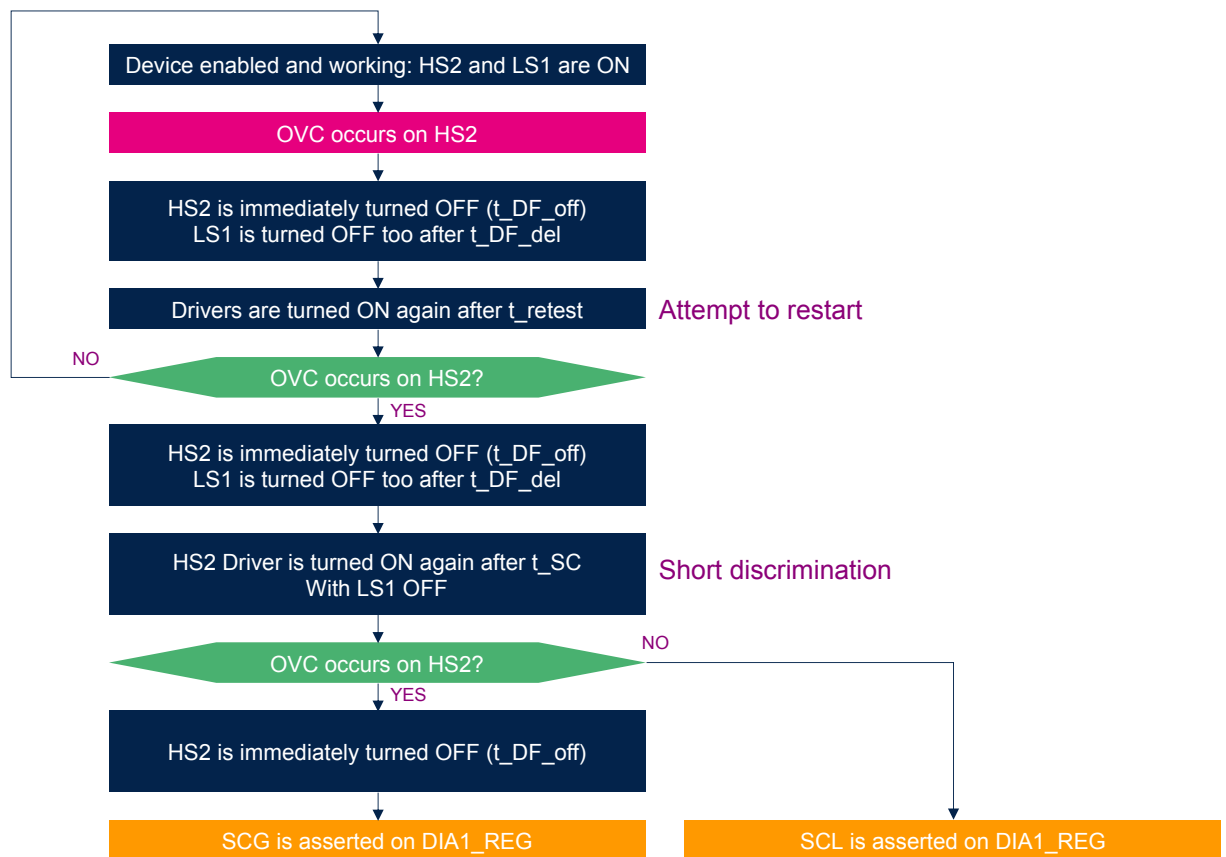 Device enabled and working: HS2 and LS1 are ON
OVC occurs on HS2
HS2 is immediately turned OFF (t_DF_off)
LS1 is turned OFF too after t_DF_del
Drivers are turned ON again after t_retest
Attempt to restart
NO
OVC occurs on HS2?
YES
HS2 is immediately turned OFF (t_DF_off)
LS1 is turned OFF too after t_DF_del
HS2 Driver is turned ON again after t_SC
With LS1 OFF
Short discrimination
OVC occurs on HS2?
NO
YES
HS2 is immediately turned OFF (t_DF_off)
SCG is asserted on DIA1_REG
SCL is asserted on DIA1_REG